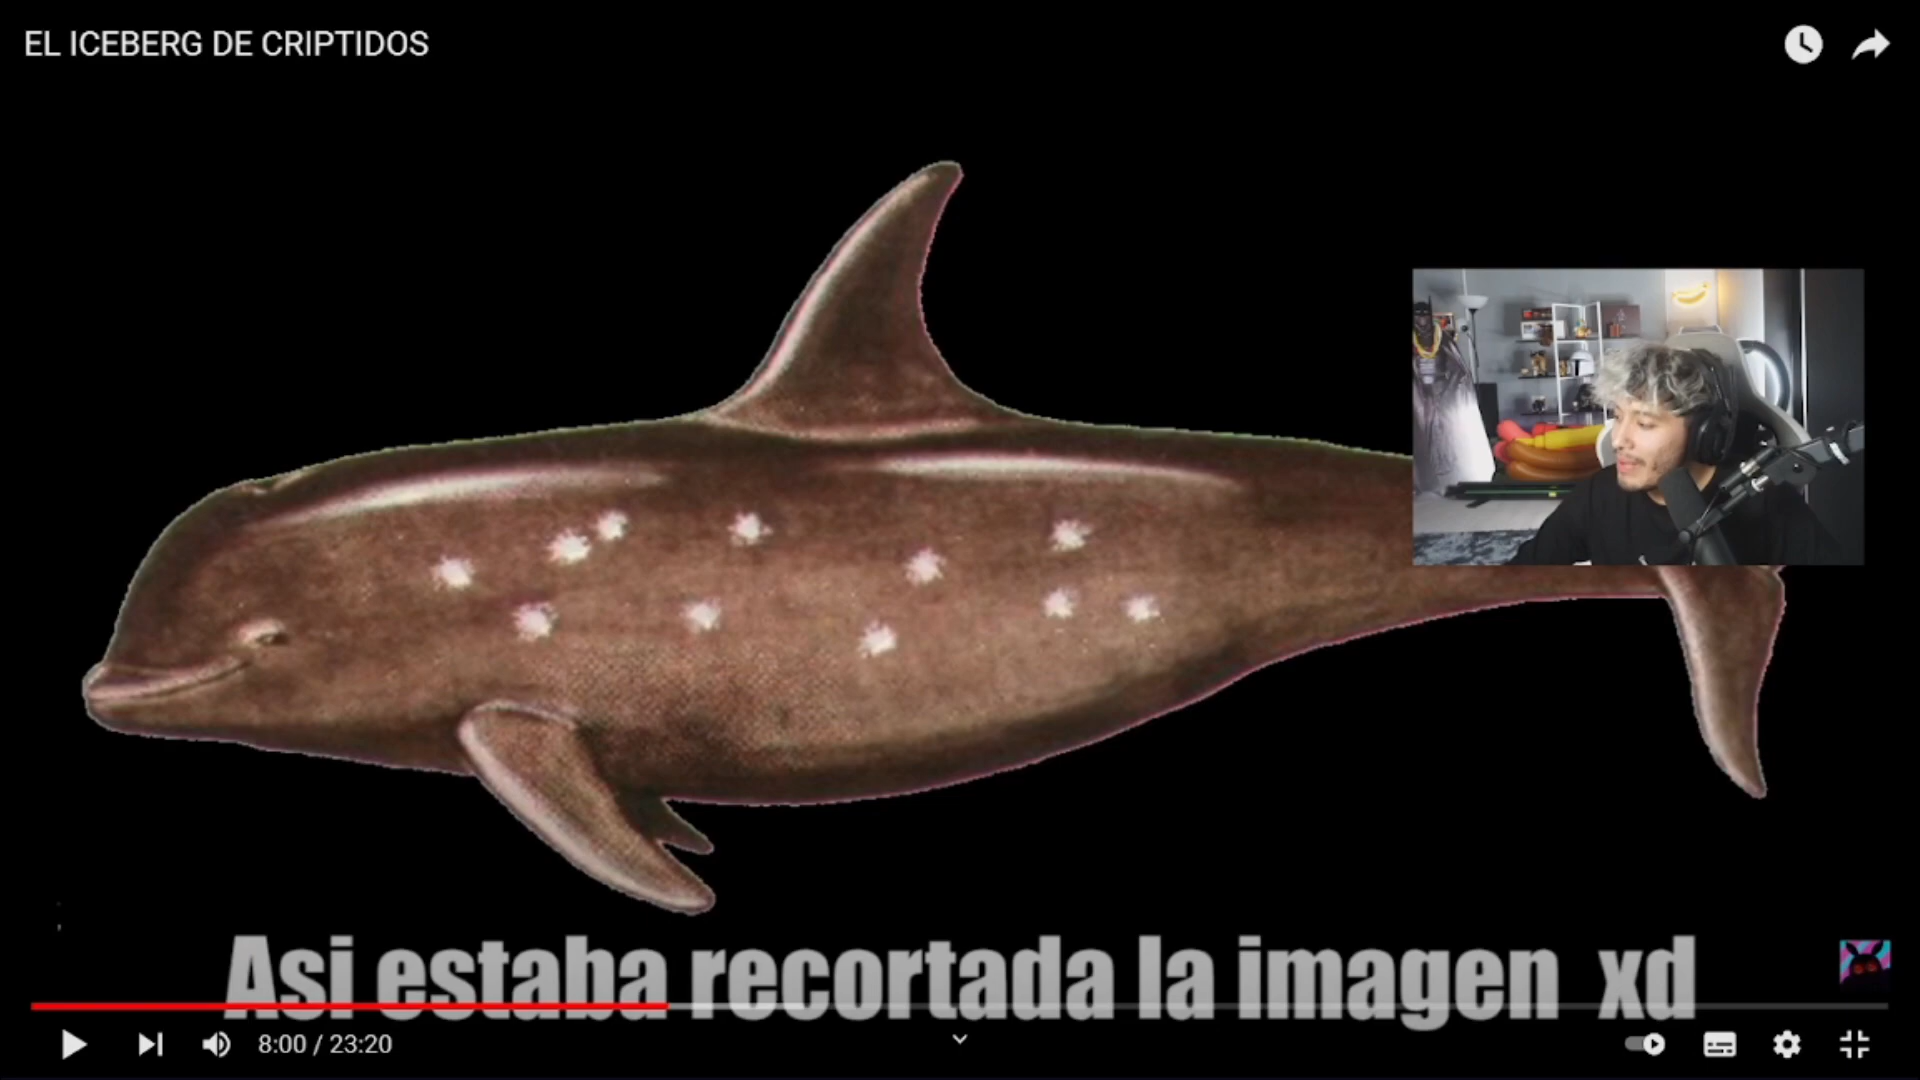 EL ICEBERG DE CRIPTIDOS
Asi estaba recortada la imagen xd
8:00 / 23:20